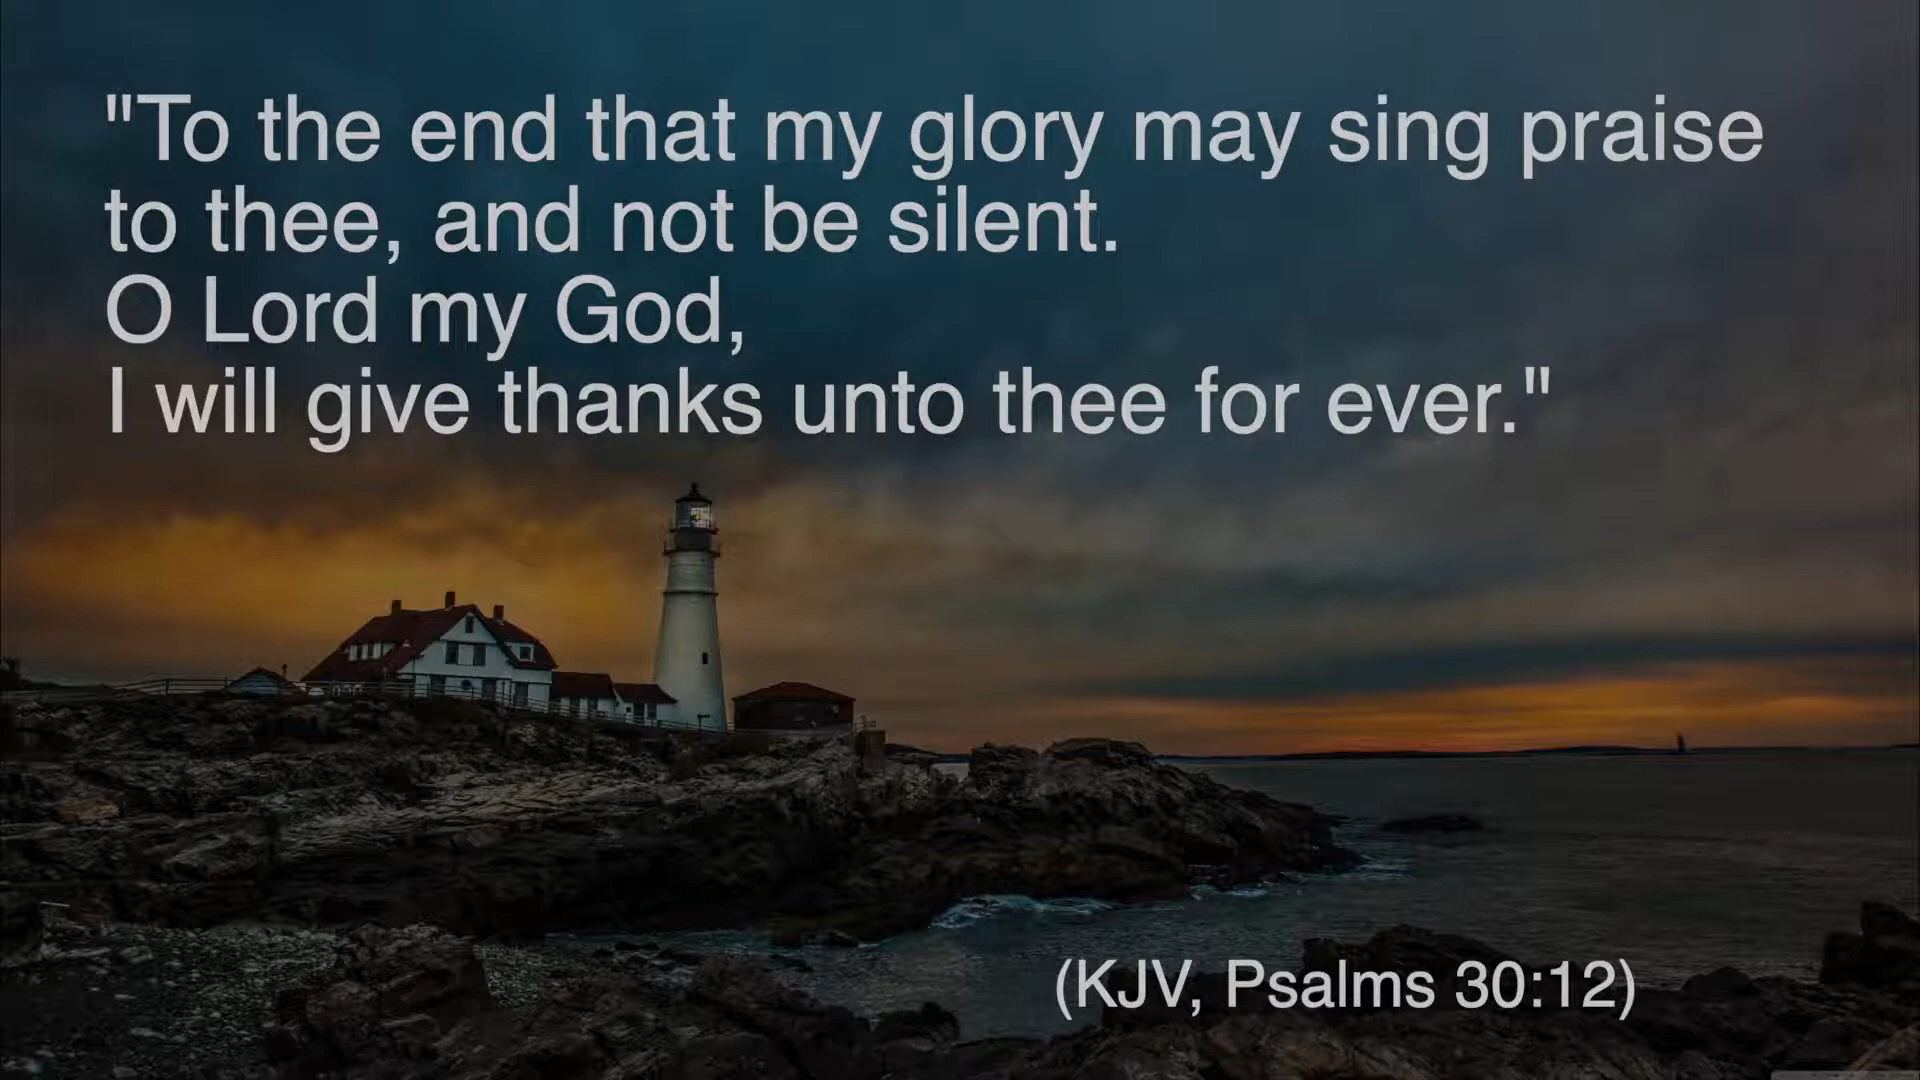 "To the end that my glory may sing praise
to thee, and not be silent.
O Lord my God,
I will give thanks unto thee for ever."
(KJV, Psalms 30:12)